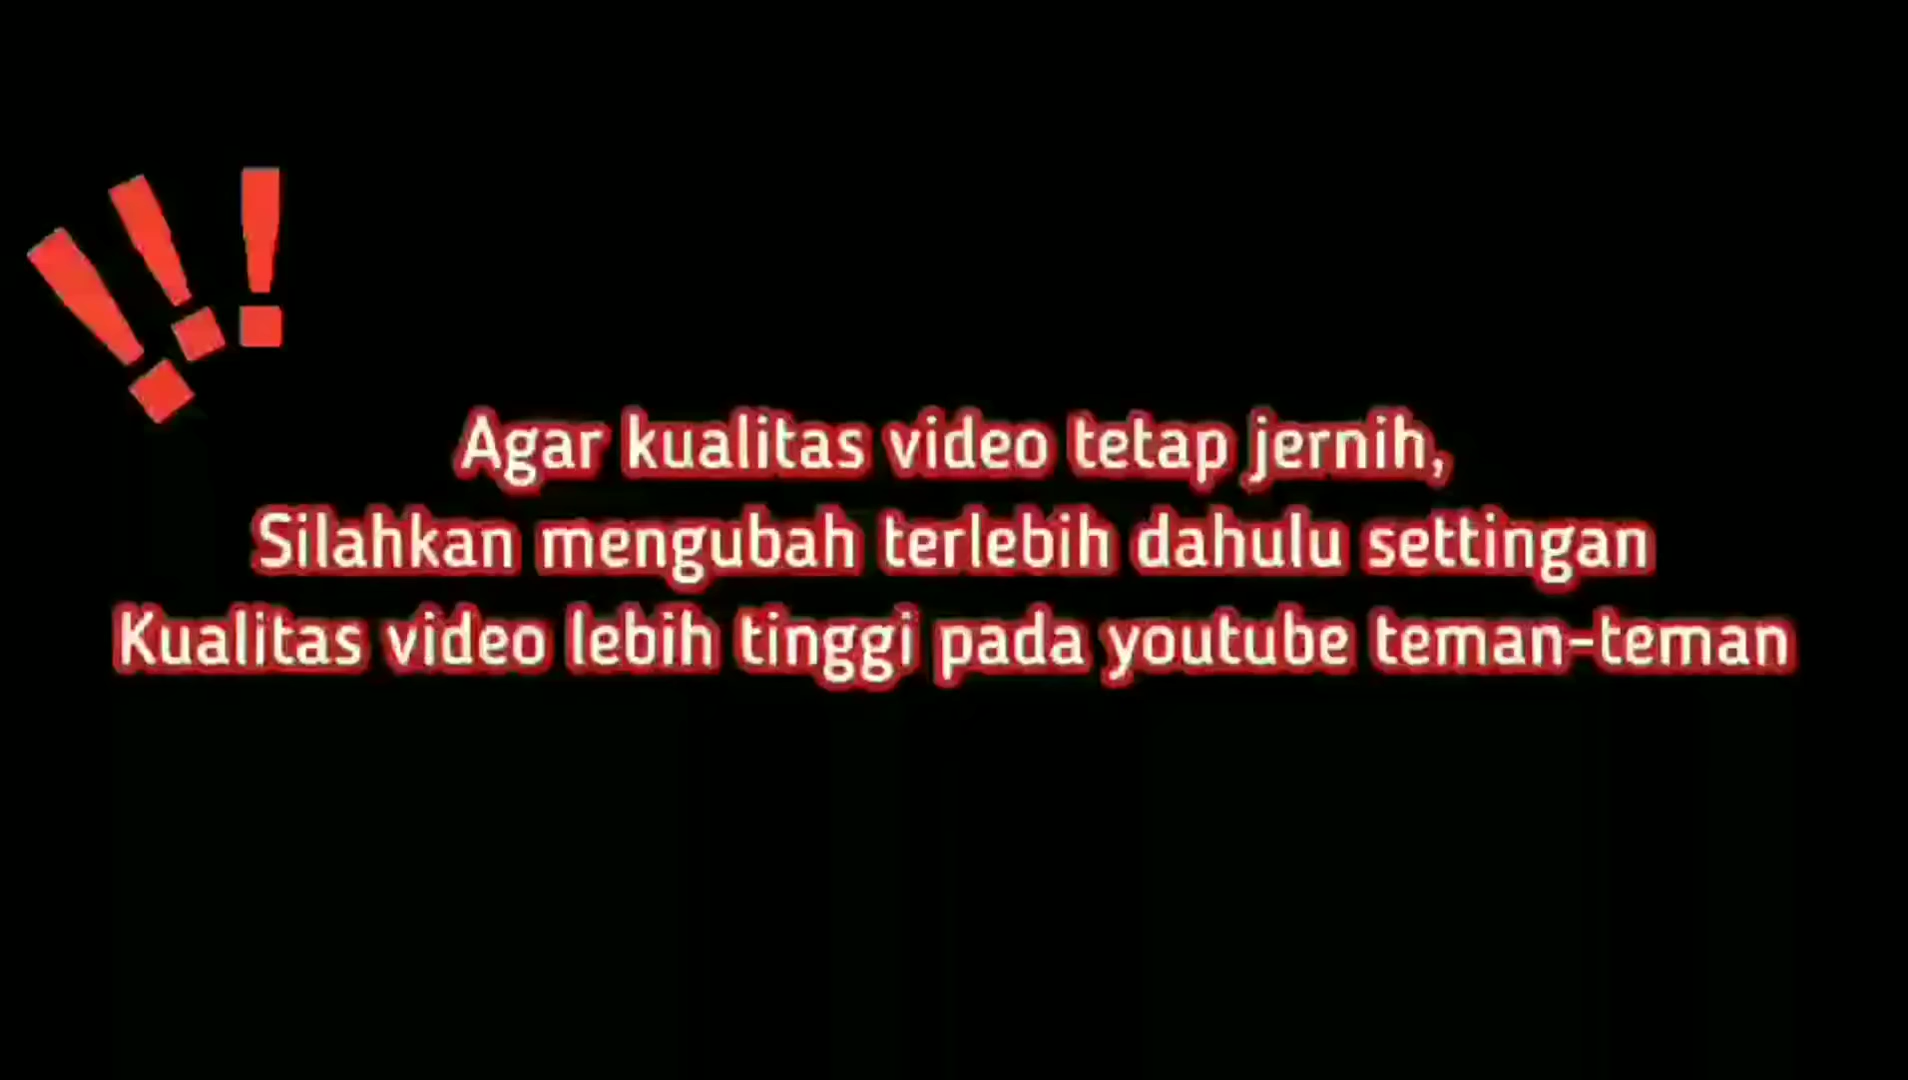 Agar kualitas video tetap jernih,
Silahkan mengubah terlebih dahulu settingan
Kualitas video lebih tinggi pada youtube teman-teman